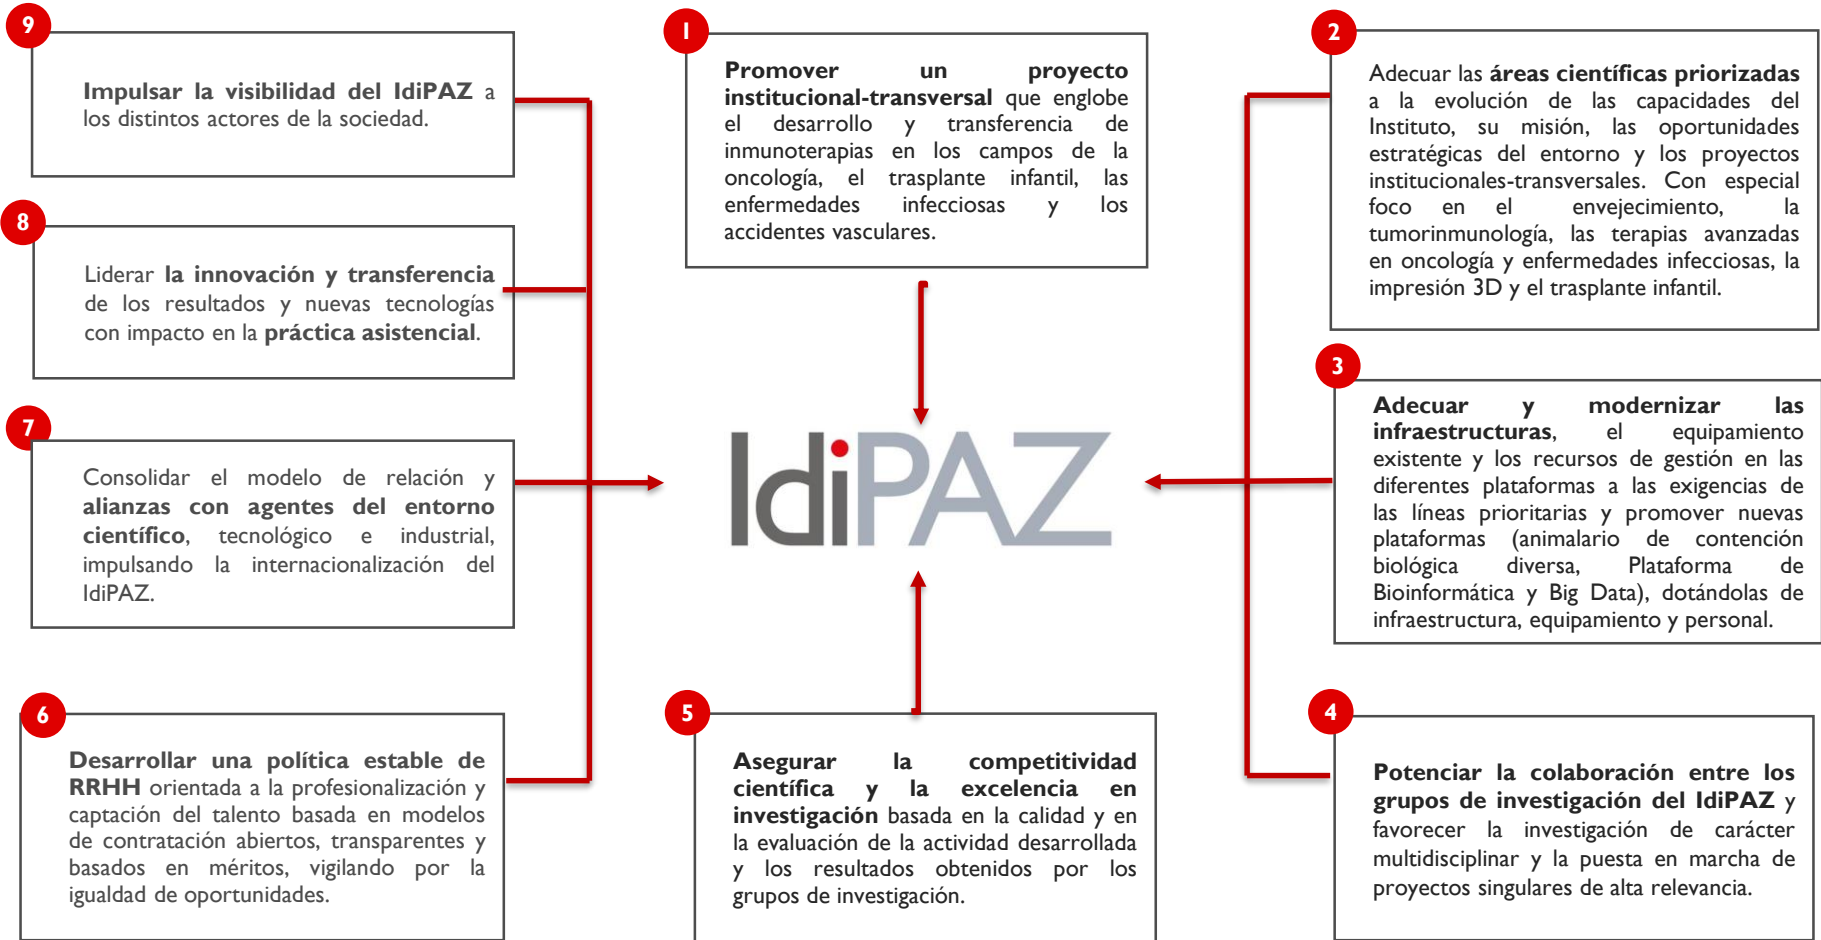 1
Promover un proyecto
institucional-transversal que englobe
el desarrollo y transferencia de
inmunoterapias en los campos de la
oncología, el trasplante infantil, las
enfermedades infecciosas y los
accidentes vasculares.
2
Adecuar las áreas científicas priorizadas
a la evolución de las capacidades del
Instituto, su misión, las oportunidades
estratégicas del entorno y los proyectos
institucionales-transversales. Con especial
foco en el envejecimiento, la
tumorinmunología, las terapias avanzadas
en oncología y enfermedades infecciosas, la
impresión 3D y el trasplante infantil.
3
Adecuar y modernizar las
infraestructuras, el equipamiento
existente y los recursos de gestión en las
diferentes plataformas a las exigencias de
las líneas prioritarias y promover nuevas
plataformas (animalario de contención
biológica diversa, Plataforma de
Bioinformática y Big Data), dotándolas de
infraestructura, equipamiento y personal.
4
Potenciar la colaboración entre los
grupos de investigación del IdiPAZ y
favorecer la investigación de carácter
multidisciplinar y la puesta en marcha de
proyectos singulares de alta relevancia.
5
Asegurar la competitividad
científica y la excelencia en
investigación basada en la calidad y en
la evaluación de la actividad desarrollada
y los resultados obtenidos por los
grupos de investigación.
6
Desarrollar una política estable de
RRHH orientada a la profesionalización y
captación del talento basada en modelos
de contratación abiertos, transparentes y
basados en méritos, vigilando por la
igualdad de oportunidades.
7
Consolidar el modelo de relación y
alianzas con agentes del entorno
científico, tecnológico e industrial,
impulsando la internacionalización del
IdiPAZ.
8
Liderar la innovación y transferencia
de los resultados y nuevas tecnologías
con impacto en la práctica asistencial.
9
Impulsar la visibilidad del IdiPAZ a
los distintos actores de la sociedad.
IdiPAZ